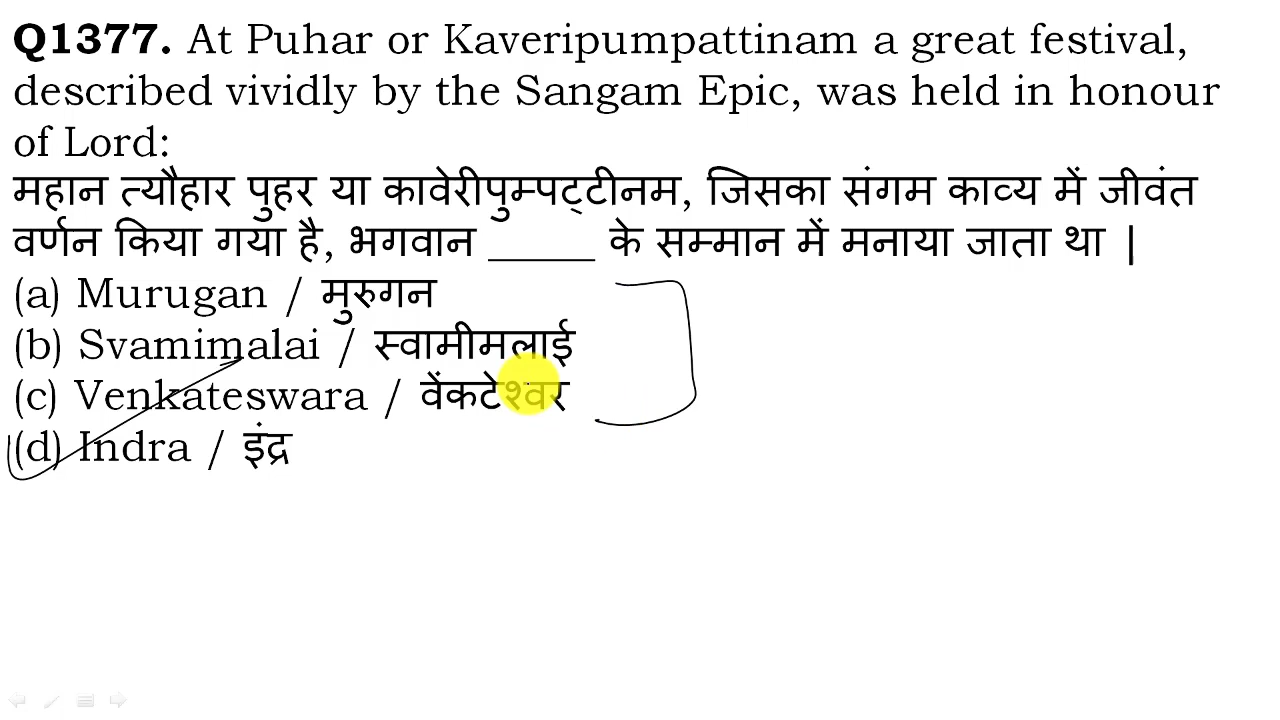 Q1377. At Puhar or Kaveripumpattinam a great festival,
described vividly by the Sangam Epic, was held in honour
of Lord:
महान त्यौहार पुहर या कावेरीपुम्पट्टीनम, जिसका संगम काव्य में जीवंत
वर्णन किया गया है, भगवान _____ के सम्मान में मनाया जाता था |
(a) Murugan / मुरुगन
(b) Svamimalai / स्वामीमलाई
(c) Venkateswara / वेंकटेश्वर
(d) Indra / इंद्र